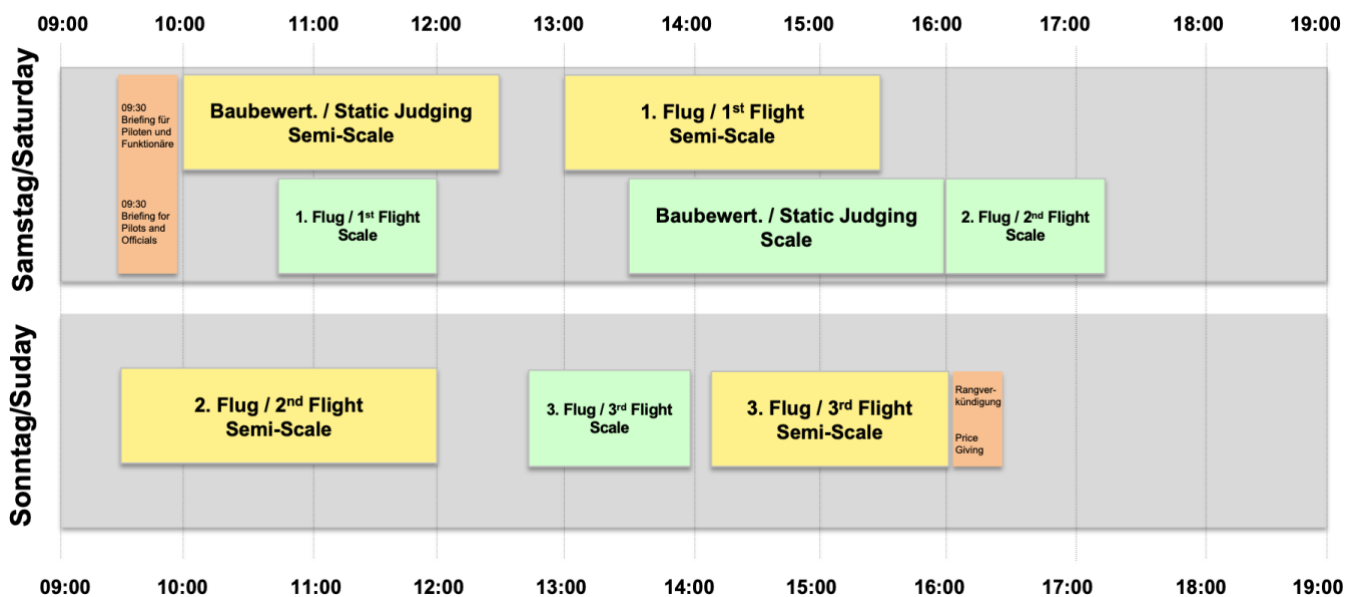 09:00 10:00 11:00 12:00 13:00 14:00 15:00 16:00 17:00 18:00 19:00
Samstag/Saturday
09:30
Briefing für
Piloten und
Funktionäre
09:30
Briefing for
Pilots and
Officials
Baubewert. / Static Judging
Semi-Scale
1. Flug / 1st Flight
Semi-Scale
1. Flug / 1st Flight
Scale
Baubewert. / Static Judging
Scale
2. Flug / 2nd Flight
Scale
Sonntag/Suday
2. Flug / 2nd Flight
Semi-Scale
3. Flug / 3rd Flight
Scale
3. Flug / 3rd Flight
Semi-Scale
Rangver-
kündigung
Price
Giving
09:00 10:00 11:00 12:00 13:00 14:00 15:00 16:00 17:00 18:00 19:00